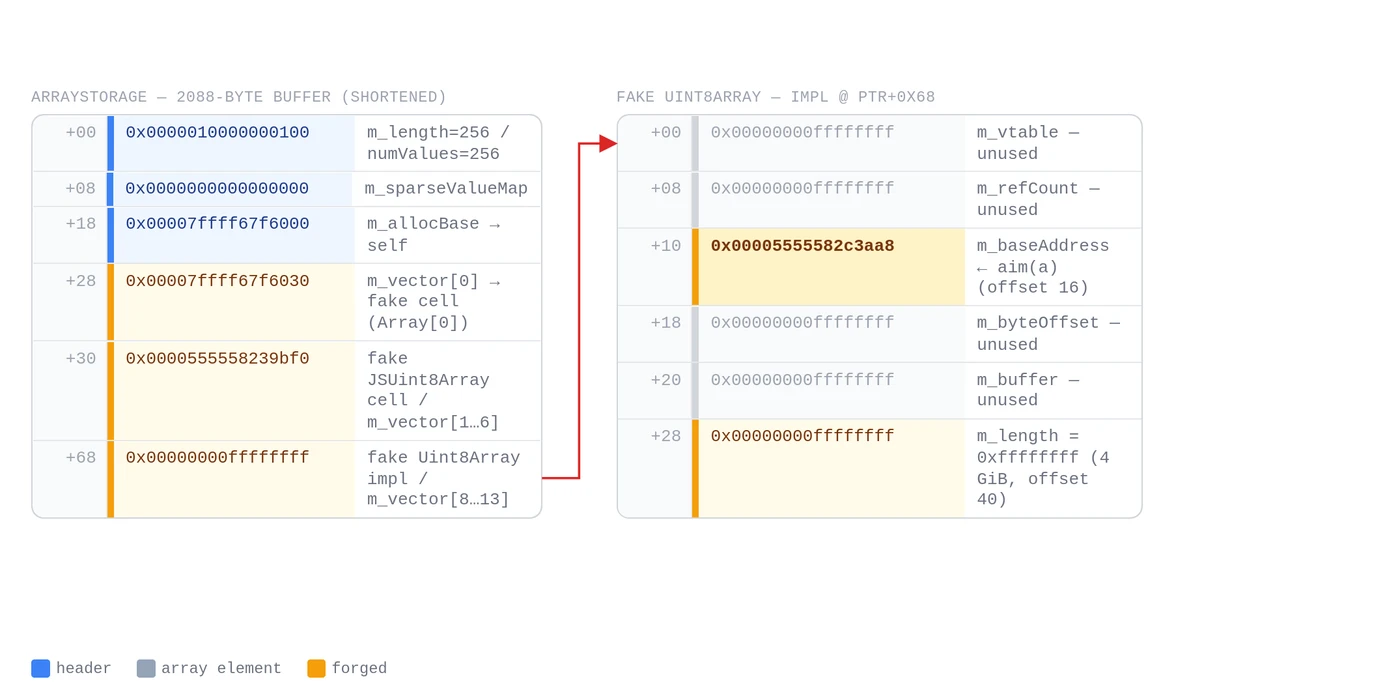 ARRAYSTORAGE — 2088-BYTE BUFFER (SHORTENED)
+00 0x0000010000000100 m_length=256 /
numValues=256
+08 0x0000000000000000 m_sparseValueMap
+18 0x00007ffff67f6000 m_allocBase →
self
+28 0x00007ffff67f6030 m_vector[0] →
fake cell
(Array[0])
+30 0x0000555558239bf0 fake
JSUint8Array
cell /
m_vector[1…6]
+68 0x00000000ffffffff fake Uint8Array
impl /
m_vector[8…13]
FAKE UINT8ARRAY — IMPL @ PTR+0X68
+00 0x00000000ffffffff m_vtable —
unused
+08 0x00000000ffffffff m_refCount —
unused
+10 0x00005555582c3aa8 m_baseAddress
← aim(a)
(offset 16)
+18 0x00000000ffffffff m_byteOffset —
unused
+20 0x00000000ffffffff m_buffer —
unused
+28 0x00000000ffffffff m_length =
0xffffffff (4
GiB, offset
40)
header array element forged